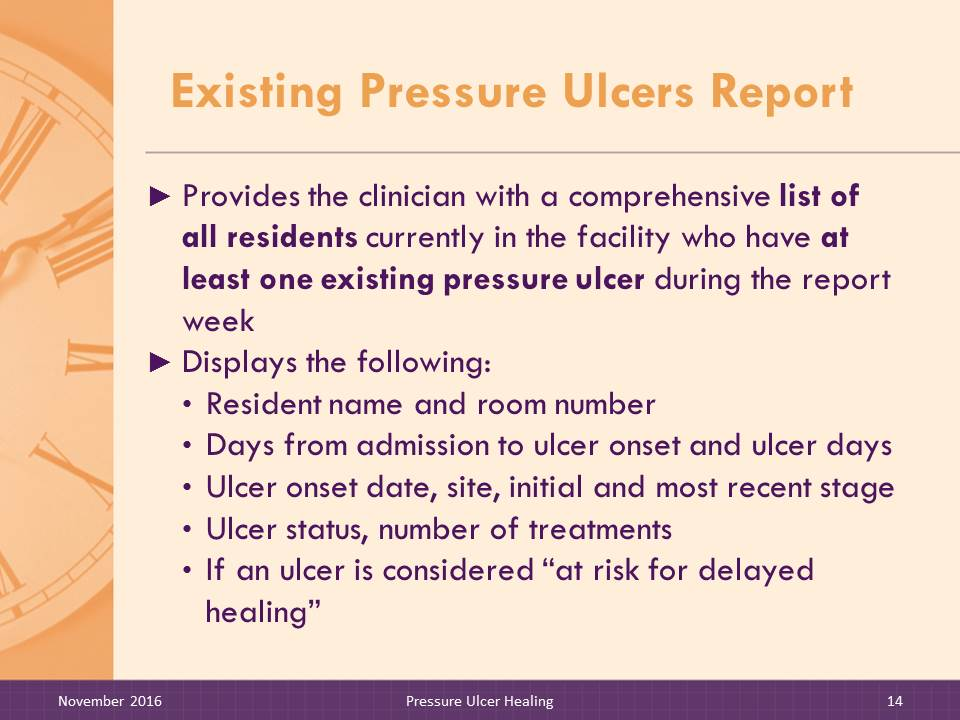 Existing Pressure Ulcers Report
► Provides the clinician with a comprehensive list of
all residents currently in the facility who have at
least one existing pressure ulcer during the report
week
► Displays the following:
• Resident name and room number
• Days from admission to ulcer onset and ulcer days
• Ulcer onset date, site, initial and most recent stage
• Ulcer status, number of treatments
• If an ulcer is considered “at risk for delayed
healing”
November 2016
Pressure Ulcer Healing
14